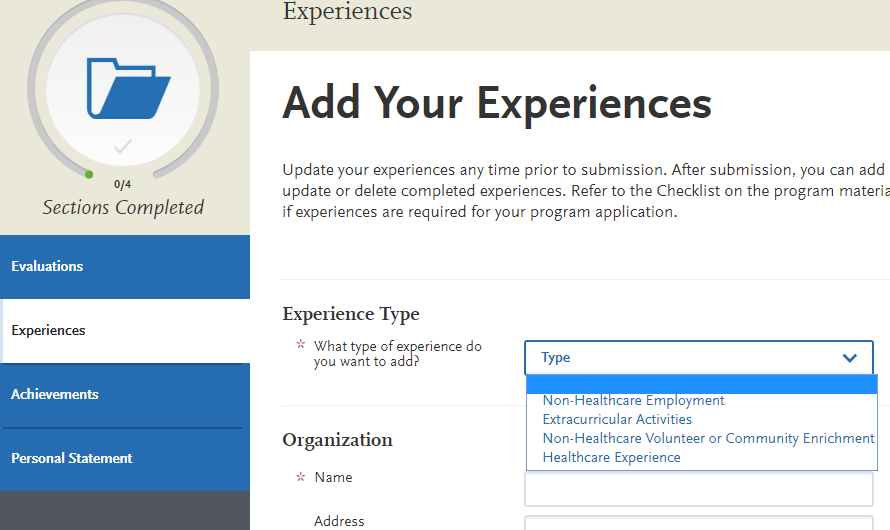 Experiences
0/4
Sections Completed
Evaluations
Experiences
Achievements
Personal Statement
Add Your Experiences
Update your experiences any time prior to submission. After submission, you can add
update or delete completed experiences. Refer to the Checklist on the program materia
if experiences are required for your program application.
Experience Type
* What type of experience do
you want to add?
Type
Non-Healthcare Employment
Extracurricular Activities
Non-Healthcare Volunteer or Community Enrichment
Healthcare Experience
Organization
* Name
Address